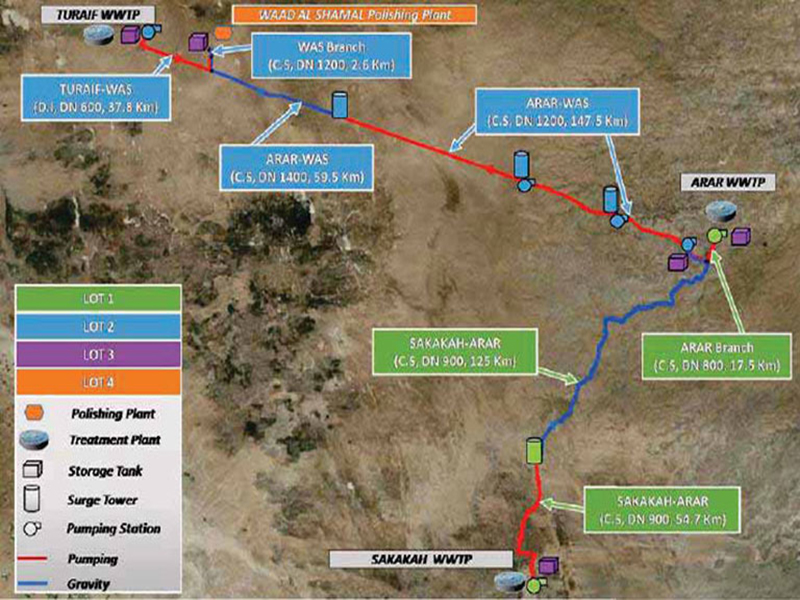 TURAIF WWTP
WAAD AL SHAMAL Polishing Plant
WAS Branch
(C.S, DN 1200, 2.6 Km)
TURAIF-WAS
(D.I, DN 600, 37.8 Km)
ARAR-WAS
(C.S, DN 1200, 147.5 Km)
ARAR-WAS
(C.S, DN 1400, 59.5 Km)
ARAR WWTP
LOT 1
LOT 2
LOT 3
LOT 4
Polishing Plant
Treatment Plant
Storage Tank
Surge Tower
Pumping Station
Pumping
Gravity
SAKAKAH-ARAR
(C.S, DN 900, 125 Km)
ARAR Branch
(C.S, DN 800, 17.5 Km)
SAKAKAH-ARAR
(C.S, DN 900, 54.7 Km)
SAKAKAH WWTP